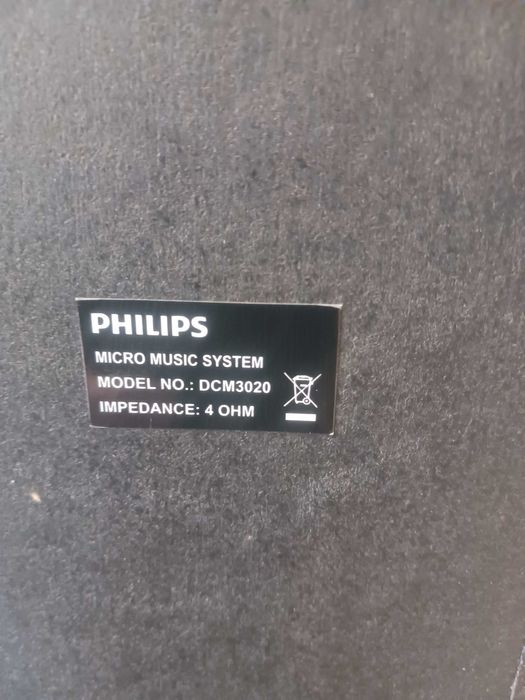 PHILIPS
MICRO MUSIC SYSTEM
MODEL NO.: DCM3020
IMPEDANCE: 4 OHM